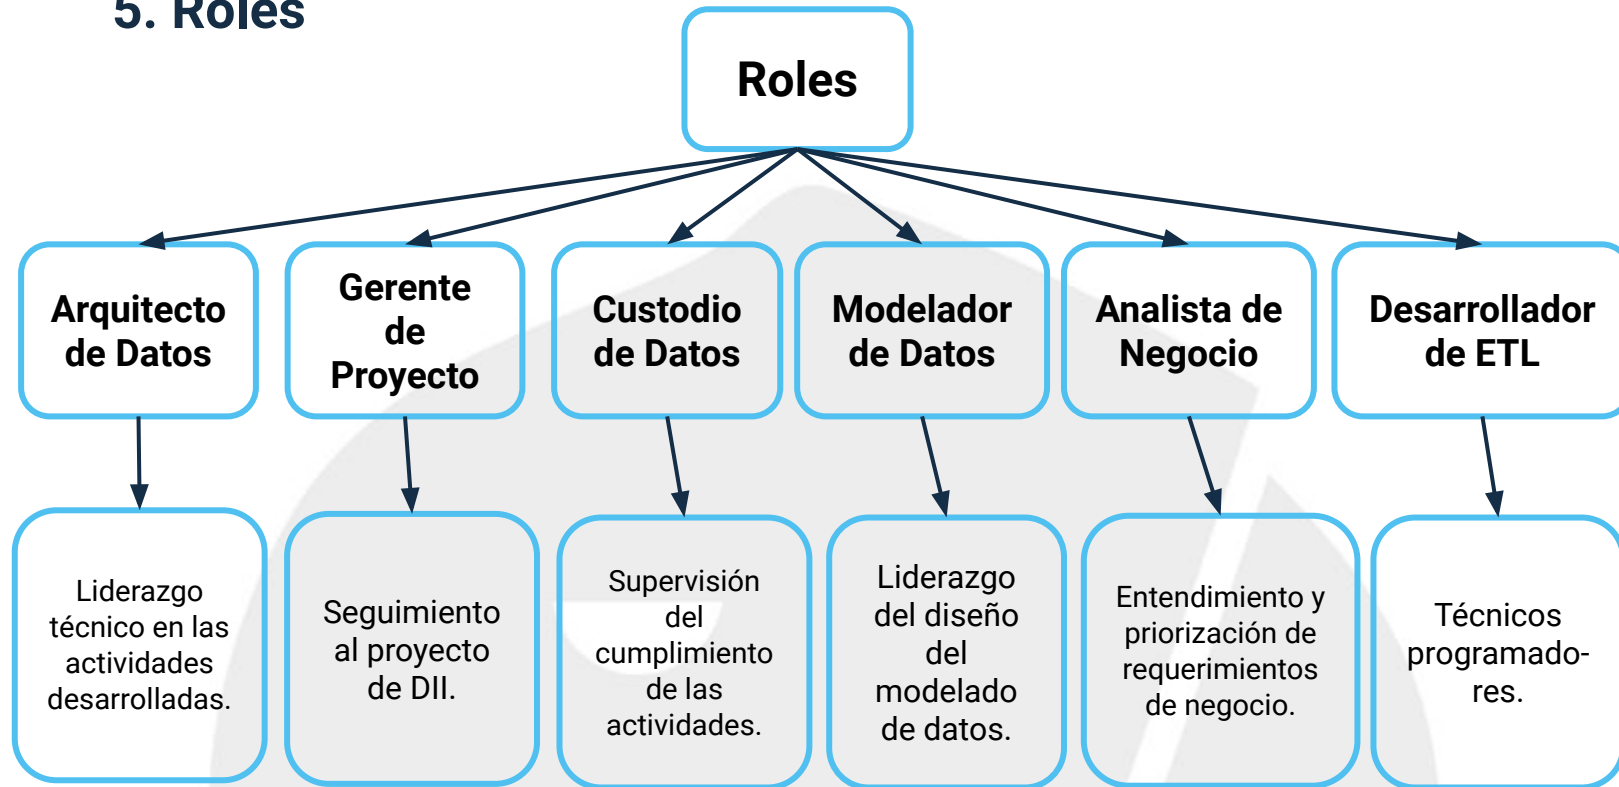 5. Roles
Roles
Arquitecto
de Datos
Gerente
de
Proyecto
Custodio
de Datos
Modelador
de Datos
Analista de
Negocio
Desarrollador
de ETL
Liderazgo
técnico en las
actividades
desarrolladas.
Seguimiento
al proyecto
de DII.
Supervisión
del
cumplimiento
de las
actividades.
Liderazgo
del diseño
del
modelado
de datos.
Entendimiento y
priorización de
requerimientos
de negocio.
Técnicos
programado-
res.